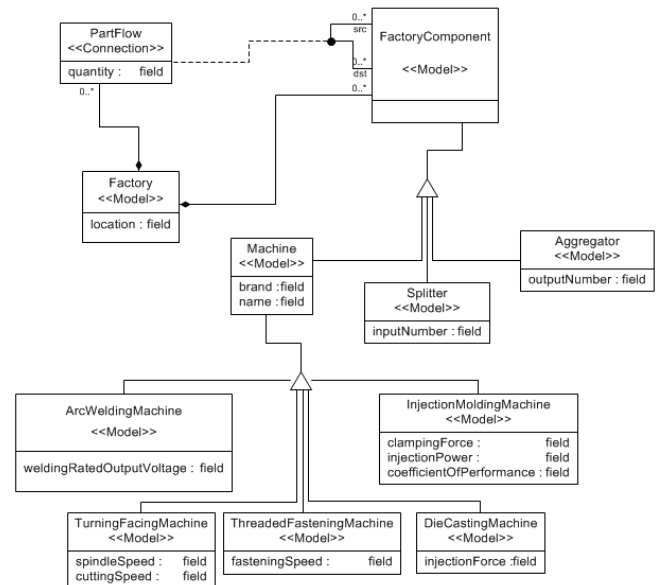 PartFlow
<<Connection>>
quantity : field
0..*
0..*
src
0..*
dst
0..*
FactoryComponent
<<Model>>
Factory
<<Model>>
location : field
Machine
<<Model>>
brand : field
name : field
Splitter
<<Model>>
inputNumber : field
Aggregator
<<Model>>
outputNumber : field
ArcWeldingMachine
<<Model>>
weldingRatedOutputVoltage : field
InjectionMoldingMachine
<<Model>>
clampingForce : field
injectionPower : field
coefficientOfPerformance : field
TurningFacingMachine
<<Model>>
spindleSpeed : field
cuttingSpeed : field
ThreadedFasteningMachine
<<Model>>
fasteningSpeed : field
DieCastingMachine
<<Model>>
injectionForce :field